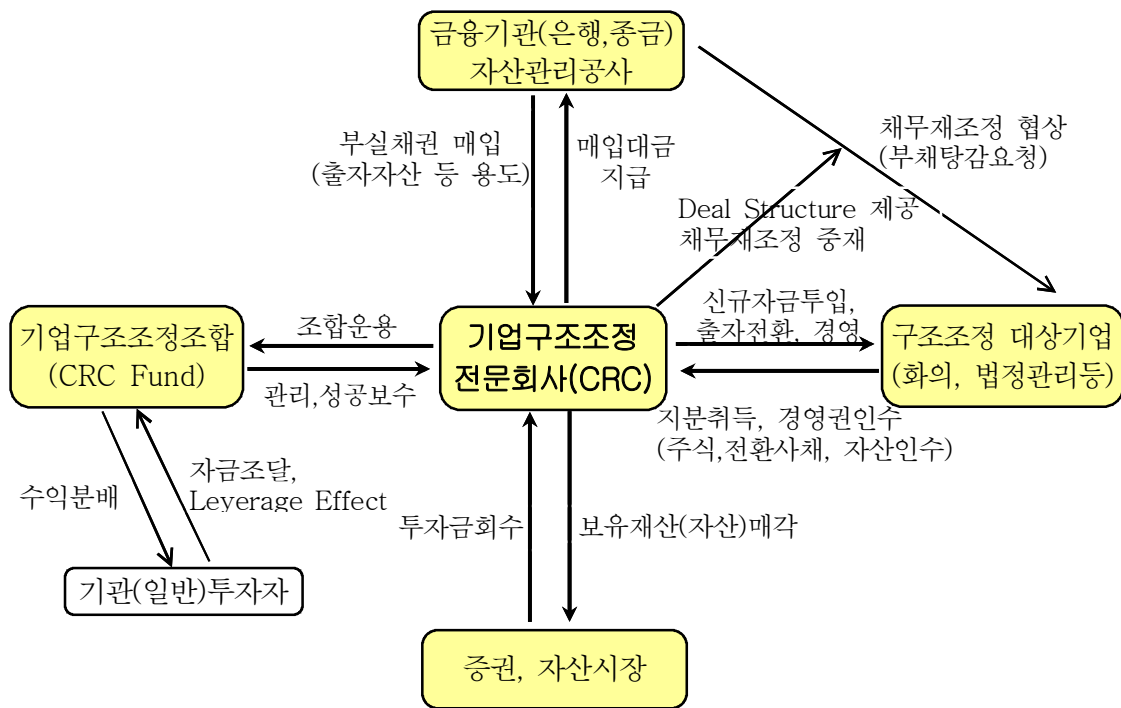 금융기관(은행,종금)
자산관리공사
부실채권 매입
(출자자산 등 용도)
매입대금
지급
채무재조정 협상
(부채탕감요청)
Deal Structure 제공
채무재조정 중재
기업구조조정조합
(CRC Fund)
조합운용
관리,성공보수
기업구조조정
전문회사(CRC)
신규자금투입,
출자전환, 경영
구조조정 대상기업
(화의, 법정관리등)
지분취득, 경영권인수
(주식,전환사채, 자산인수)
수익분배
자금조달,
Leverage Effect
기관(일반)투자자
투자금회수
보유재산(자산)매각
증권, 자산시장